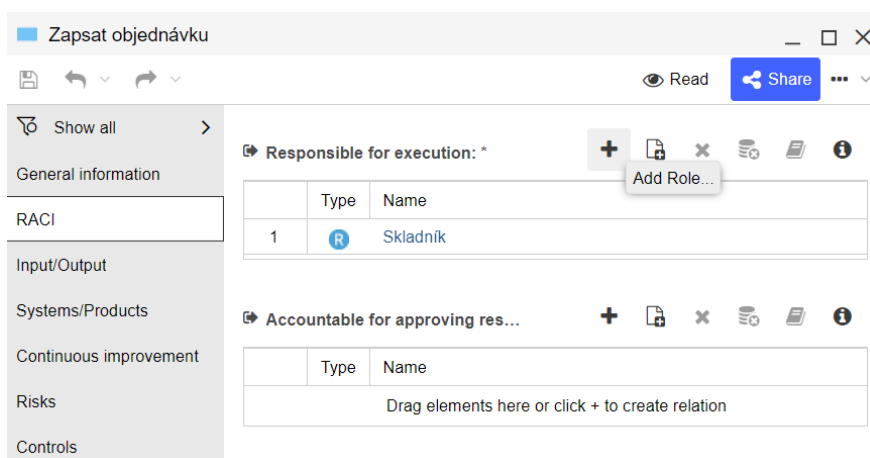 Zapsat objednávku
Read
Share
Show all
General information
RACI
Input/Output
Systems/Products
Continuous improvement
Risks
Controls
Responsible for execution: *
Add Role...
Type Name
1 R Skladník
Accountable for approving res...
Type Name
Drag elements here or click + to create relation